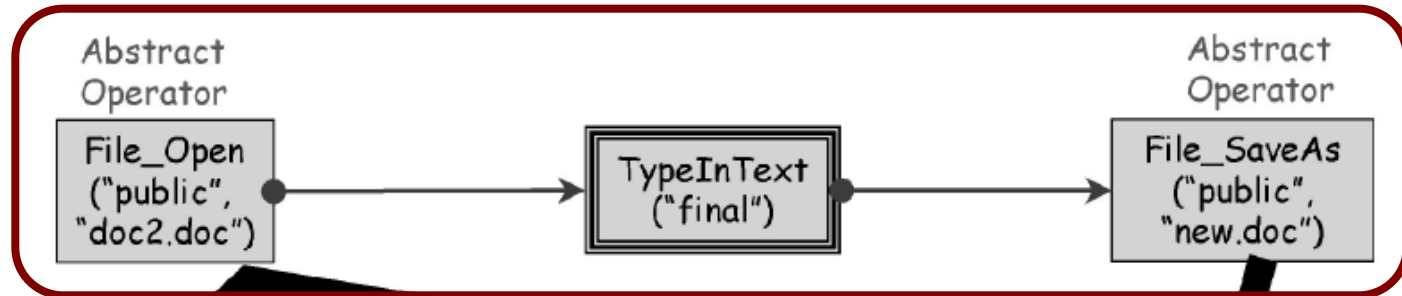 Abstract
Operator
File_Open
("public",
"doc2.doc")
TypeInText
("final")
Abstract
Operator
File_SaveAs
("public",
"new.doc")